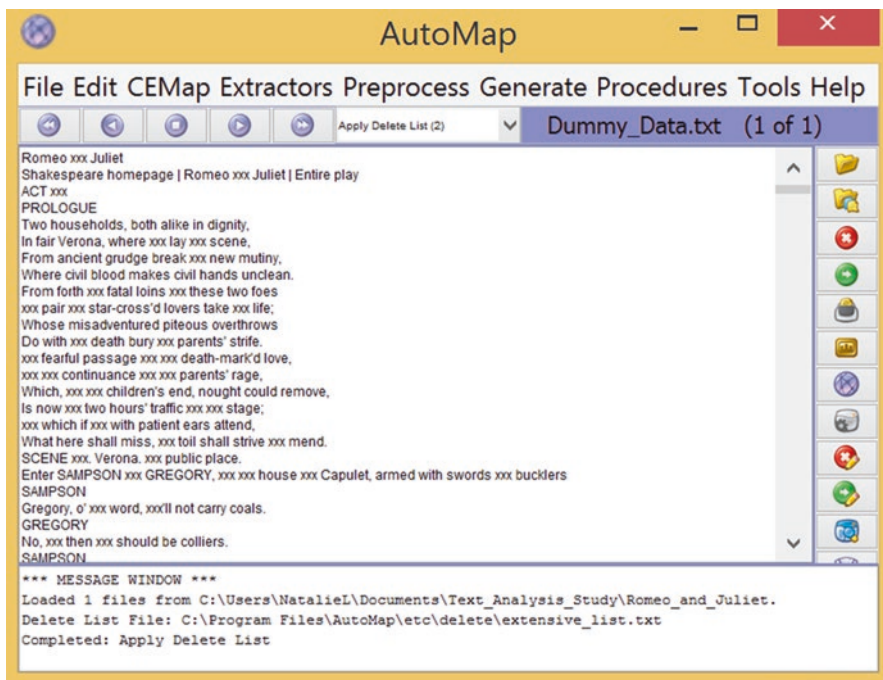 AutoMap
File Edit CEMap Extractors Preprocess Generate Procedures Tools Help
Apply Delete List (2) Dummy_Data.txt (1 of 1)
Romeo xxx Juliet
Shakespeare homepage | Romeo xxx Juliet | Entire play
ACT xxx
PROLOGUE
Two households, both alike in dignity,
In fair Verona, where xxx lay xxx scene,
From ancient grudge break xxx new mutiny,
Where civil blood makes civil hands unclean.
From forth xxx fatal loins xxx these two foes
xxx pair xxx star-cross'd lovers take xxx life;
Whose misadventured piteous overthrows
Do with xxx death bury xxx parents' strife.
xxx fearful passage xxx xxx death-mark'd love,
xxx xxx continuance xxx xxx parents' rage,
Which, xxx xxx children's end, nought could remove,
Is now xxx two hours' traffic xxx xxx stage;
xxx which if xxx with patient ears attend,
What here shall miss, xxx toil shall strive xxx mend.
SCENE xxx. Verona. xxx public place.
Enter SAMPSON xxx GREGORY, xxx xxx house xxx Capulet, armed with swords xxx bucklers
SAMPSON
Gregory, o' xxx word, xxx'll not carry coals.
GREGORY
No, xxx then xxx should be colliers.
SAMPSON
*** MESSAGE WINDOW ***
Loaded 1 files from C:\Users\NatalieL\Documents\Text_Analysis_Study\Romeo_and_Juliet.
Delete List File: C:\Program Files\AutoMap\etc\delete\extensive_list.txt
Completed: Apply Delete List